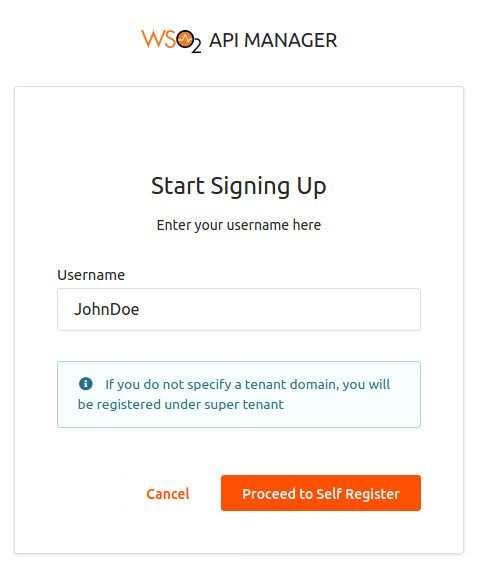 WSO2 API MANAGER
Start Signing Up
Enter your username here
Username
JohnDoe
If you do not specify a tenant domain, you will
be registered under super tenant
Cancel Proceed to Self Register